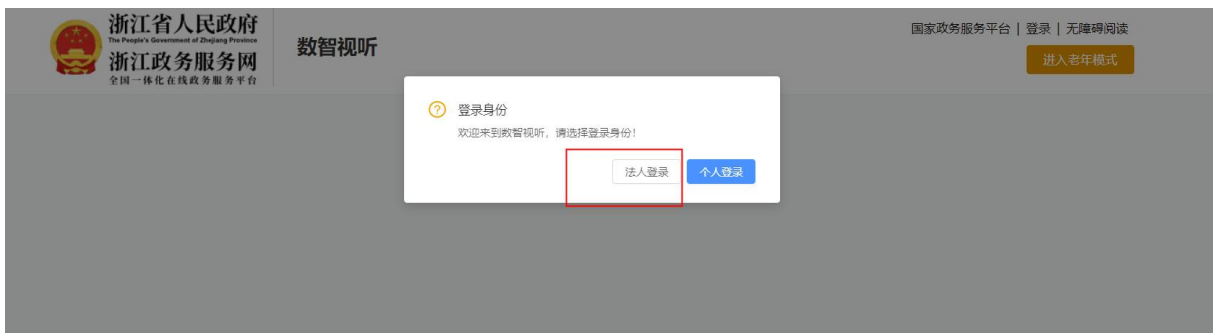 浙江省人民政府
The People's Government of Zhejiang Province
浙江政务服务网
全国一体化在线政务服务平台
数智视听
国家政务服务平台 | 登录 | 无障碍阅读
进入老年模式
登录身份
欢迎来到数智视听，请选择登录身份！
法人登录
个人登录